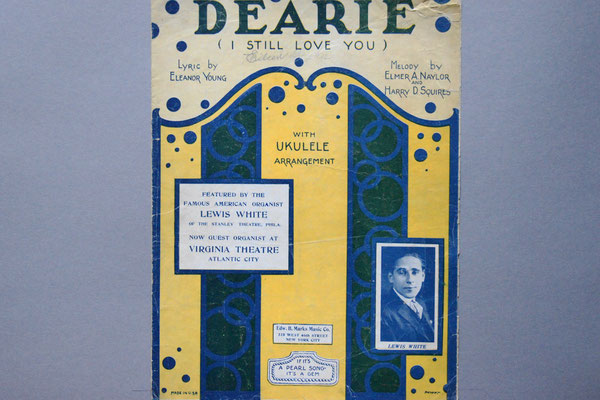 DEARIE
(I STILL LOVE YOU)
LYRIC BY
ELEANOR YOUNG
MELODY BY
ELMER A. NAYLOR
AND
HARRY D. SQUIRES
WITH
UKULELE
ARRANGEMENT
FEATURED BY THE
FAMOUS AMERICAN ORGANIST
LEWIS WHITE
OF THE STANLEY THEATRE, PHILA.
NOW GUEST ORGANIST AT
VIRGINIA THEATRE
ATLANTIC CITY
LEWIS WHITE
Edw. B. Marks Music Co.
NEW YORK CITY
IF IT'S
A PEARL SONG
IT'S A GEM
MADE IN U.S.A.